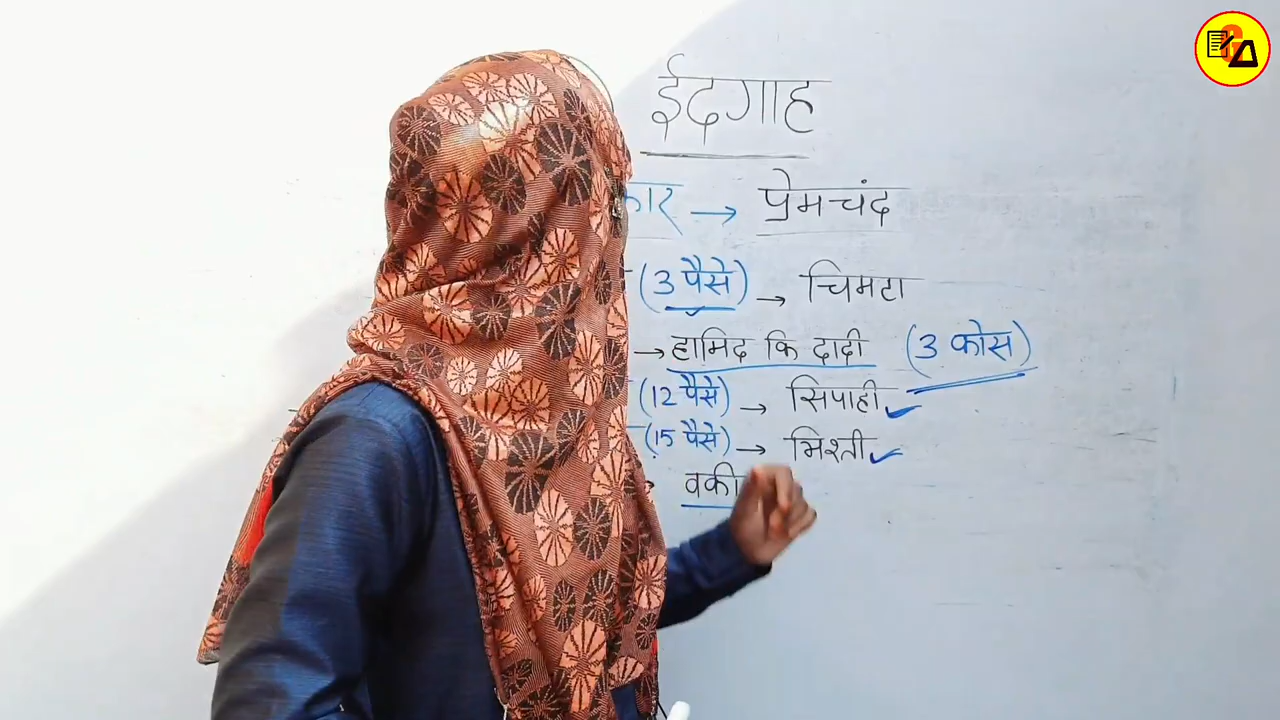 ईदगाह
कार → प्रेमचंद
(3 पैसे) → चिमटा
→ हामिद कि दादी (3 कोस)
(12 पैसे) → सिपाही
(15 पैसे) → भिश्ती